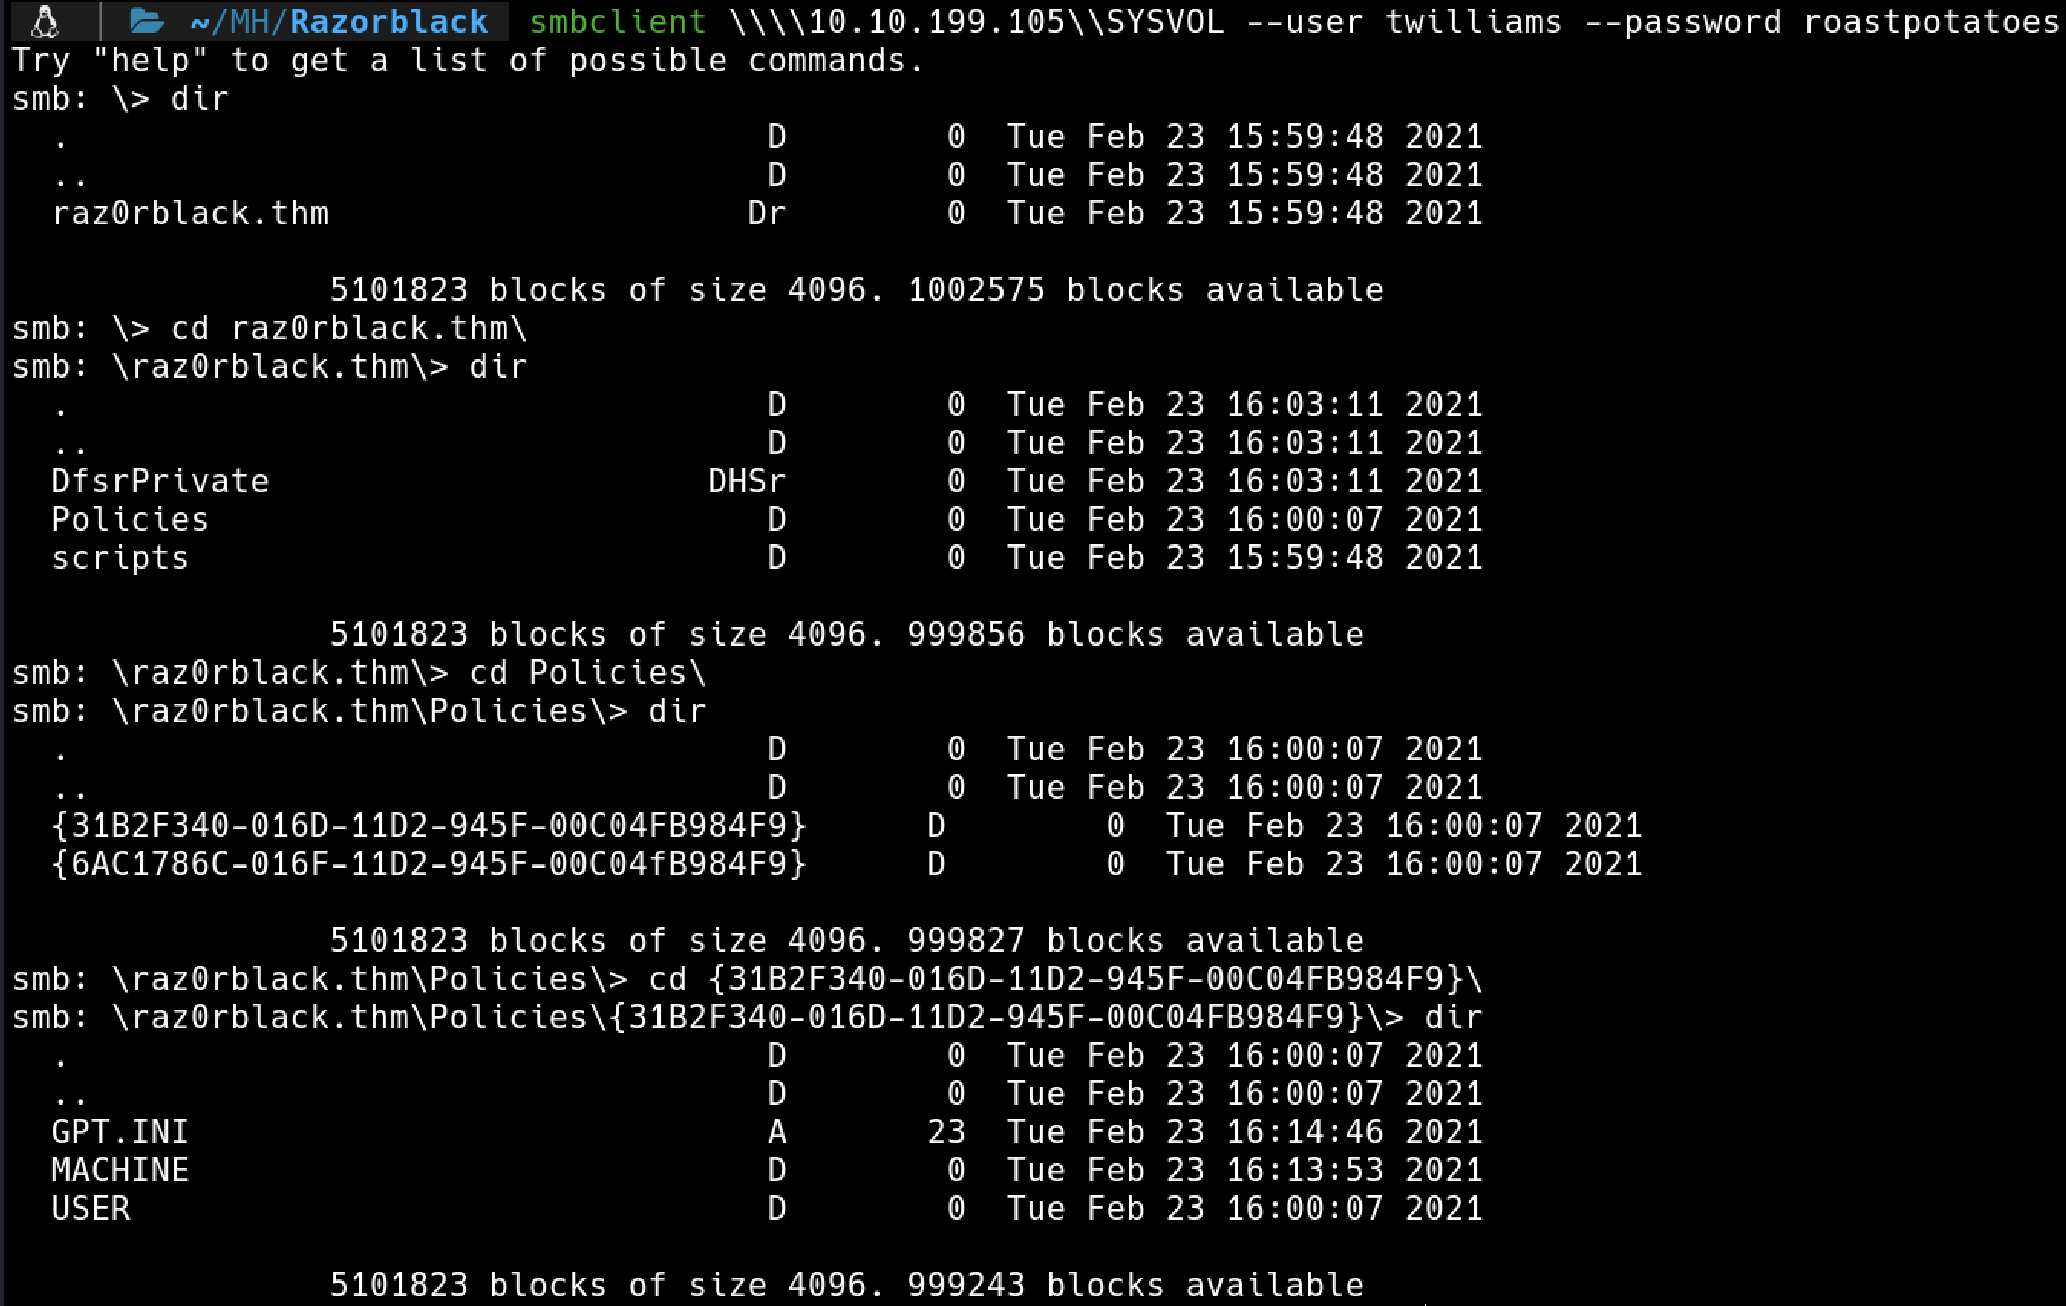 ~/MH/Razorblack smbclient \\\\10.10.199.105\\SYSVOL --user twilliams --password roastpotatoes
Try "help" to get a list of possible commands.
smb: \> dir
. D 0 Tue Feb 23 15:59:48 2021
.. D 0 Tue Feb 23 15:59:48 2021
raz0rblack.thm Dr 0 Tue Feb 23 15:59:48 2021
5101823 blocks of size 4096. 1002575 blocks available
smb: \> cd raz0rblack.thm\
smb: \raz0rblack.thm\> dir
. D 0 Tue Feb 23 16:03:11 2021
.. D 0 Tue Feb 23 16:03:11 2021
DfsrPrivate DHSr 0 Tue Feb 23 16:03:11 2021
Policies D 0 Tue Feb 23 16:00:07 2021
scripts D 0 Tue Feb 23 15:59:48 2021
5101823 blocks of size 4096. 999856 blocks available
smb: \raz0rblack.thm\> cd Policies\
smb: \raz0rblack.thm\Policies\> dir
. D 0 Tue Feb 23 16:00:07 2021
.. D 0 Tue Feb 23 16:00:07 2021
{31B2F340-016D-11D2-945F-00C04FB984F9} D 0 Tue Feb 23 16:00:07 2021
{6AC1786C-016F-11D2-945F-00C04fB984F9} D 0 Tue Feb 23 16:00:07 2021
5101823 blocks of size 4096. 999827 blocks available
smb: \raz0rblack.thm\Policies\> cd {31B2F340-016D-11D2-945F-00C04FB984F9}\
smb: \raz0rblack.thm\Policies\{31B2F340-016D-11D2-945F-00C04FB984F9}\> dir
. D 0 Tue Feb 23 16:00:07 2021
.. D 0 Tue Feb 23 16:00:07 2021
GPT.INI A 23 Tue Feb 23 16:14:46 2021
MACHINE D 0 Tue Feb 23 16:13:53 2021
USER D 0 Tue Feb 23 16:00:07 2021
5101823 blocks of size 4096. 999243 blocks available